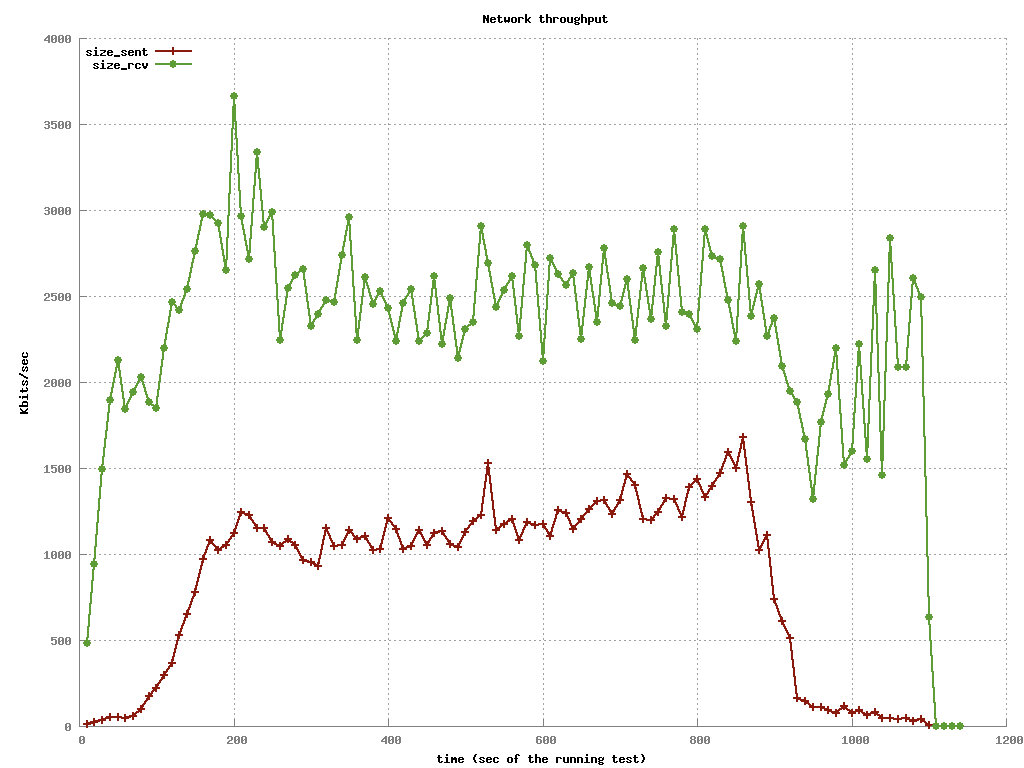 Network throughput
size_sent
size_rcv
4000
3500
3000
2500
2000
1500
1000
500
0
Kbits/sec
0 200 400 600 800 1000 1200
time (sec of the running test)